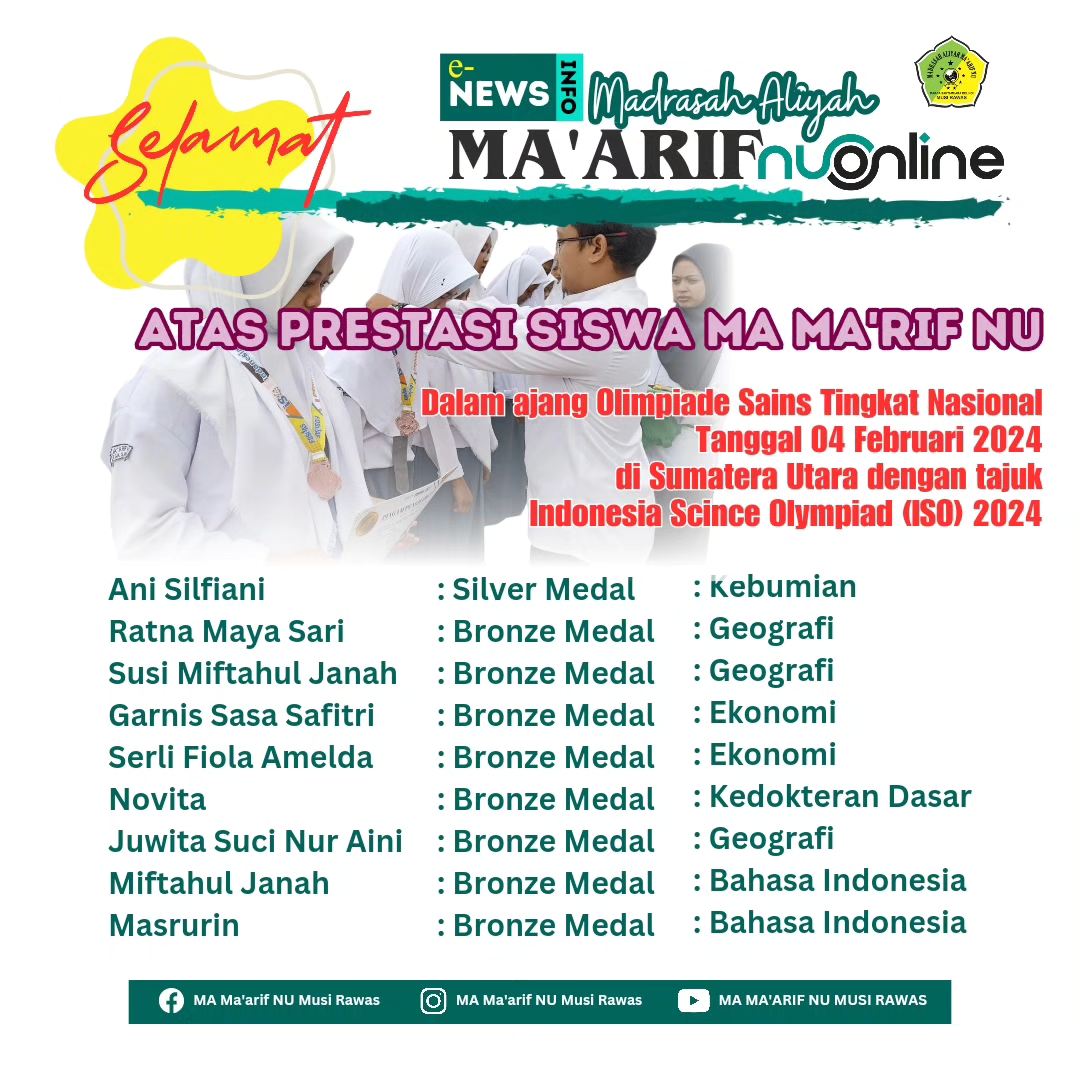 Selamat
e-
NEWS
INFO
Madrasah Aliyah
MA'ARIF nu Online
MUSI RAWAS
ATAS PRESTASI SISWA MA MA'RIF NU
Dalam ajang Olimpiade Sains Tingkat Nasional
Tanggal 04 Februari 2024
di Sumatera Utara dengan tajuk
Indonesia Scince Olympiad (ISO) 2024
Ani Silfiani : Silver Medal : Kebumian
Ratna Maya Sari : Bronze Medal : Geografi
Susi Miftahul Janah : Bronze Medal : Geografi
Garnis Sasa Safitri : Bronze Medal : Ekonomi
Serli Fiola Amelda : Bronze Medal : Ekonomi
Novita : Bronze Medal : Kedokteran Dasar
Juwita Suci Nur Aini : Bronze Medal : Geografi
Miftahul Janah : Bronze Medal : Bahasa Indonesia
Masrurin : Bronze Medal : Bahasa Indonesia
MA Ma'arif NU Musi Rawas MA Ma'arif NU Musi Rawas MA MA'ARIF NU MUSI RAWAS